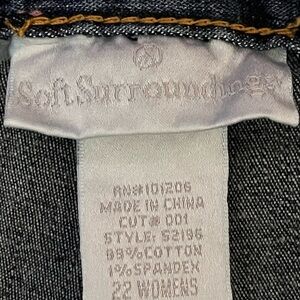 Soft Surroundings
RN#101206
MADE IN CHINA
CUT# 001
STYLE: 52196
99%COTTON
1%SPANDEX
22 WOMENS